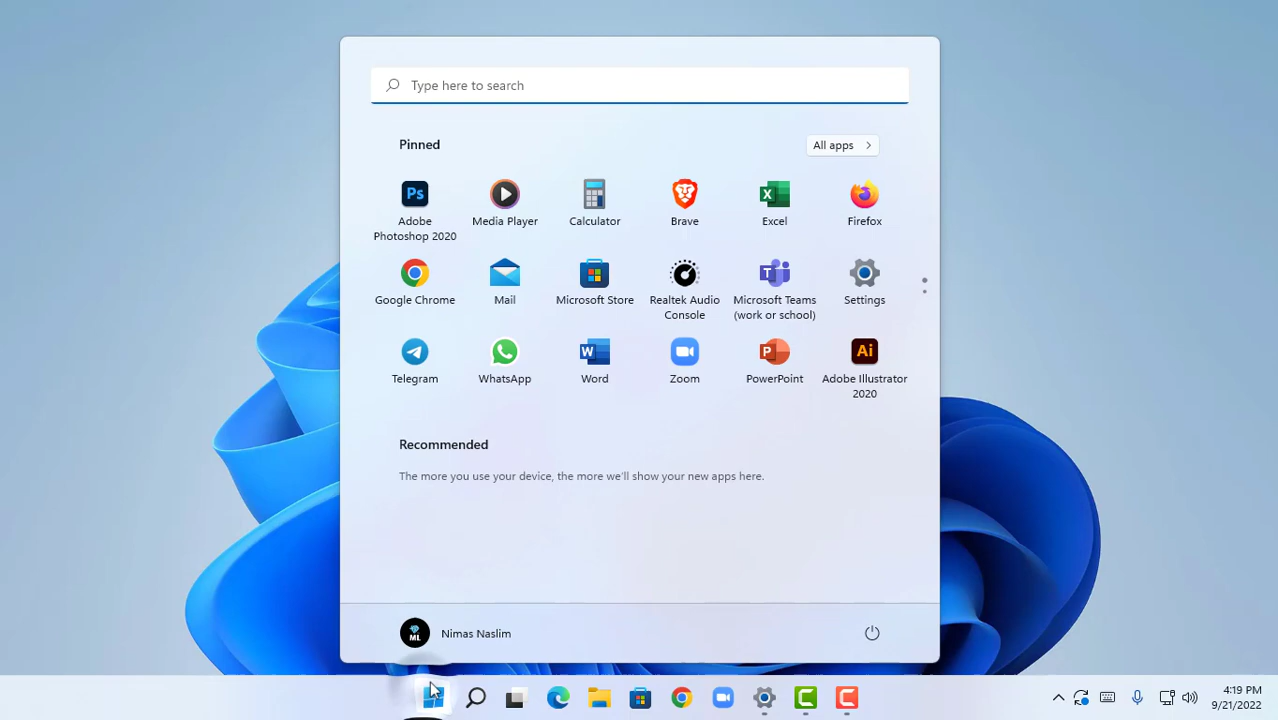 Type here to search
Pinned
All apps
Ps
Adobe
Photoshop 2020
Media Player
Calculator
Brave
X
Excel
Firefox
Google Chrome
Mail
Microsoft Store
Realtek Audio
Console
T
Microsoft Teams
(work or school)
Settings
Telegram
WhatsApp
W
Word
Zoom
P
PowerPoint
Ai
Adobe Illustrator
2020
Recommended
The more you use your device, the more we'll show your new apps here.
ML
Nimas Naslim
C
C
4:19 PM
9/21/2022